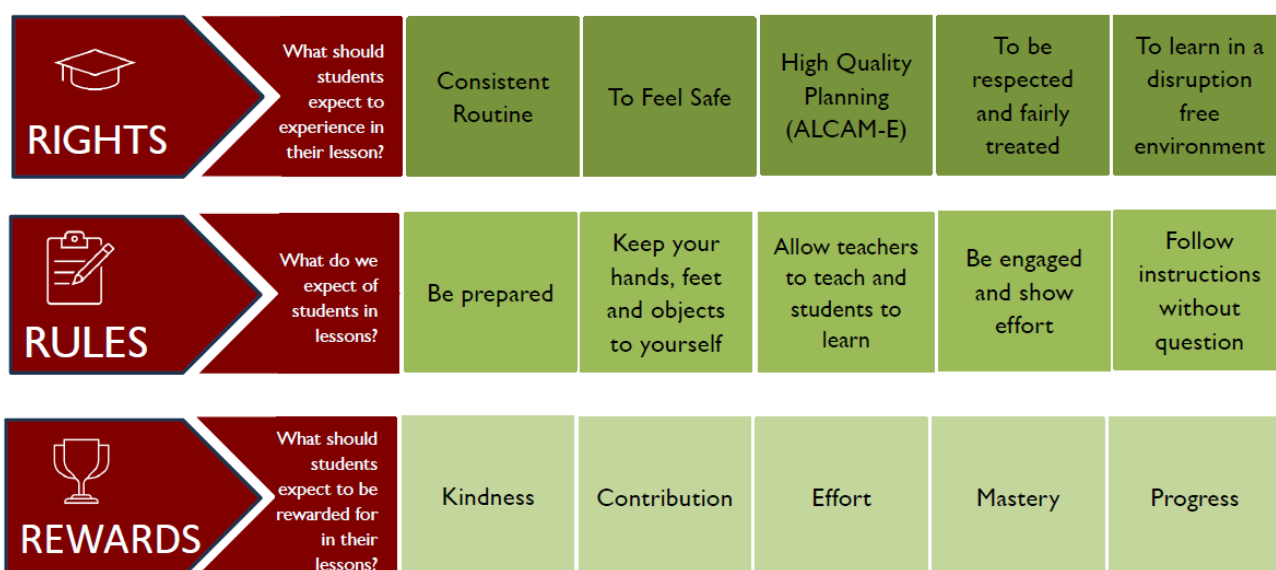 RIGHTS
What should
students
expect to
experience in
their lesson?
Consistent
Routine
To Feel Safe
High Quality
Planning
(ALCAM-E)
To be
respected
and fairly
treated
To learn in a
disruption
free
environment
RULES
What do we
expect of
students in
lessons?
Be prepared
Keep your
hands, feet
and objects
to yourself
Allow teachers
to teach and
students to
learn
Be engaged
and show
effort
Follow
instructions
without
question
REWARDS
What should
students
expect to be
rewarded for
in their
lessons?
Kindness
Contribution
Effort
Mastery
Progress